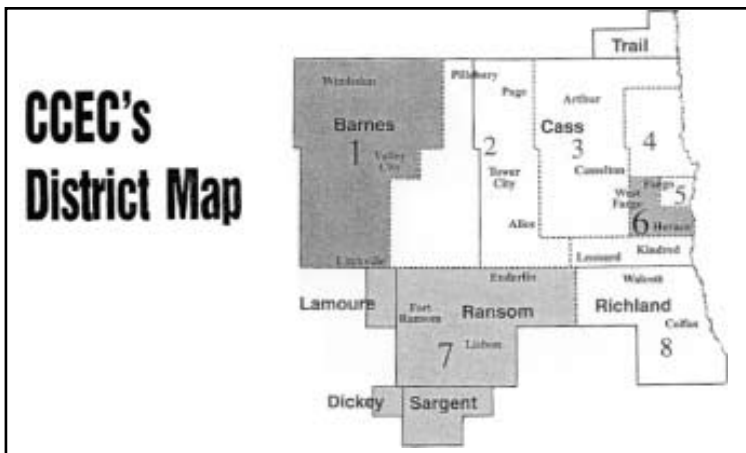 CCEC's
District Map
Trail
Wimbledon
Pillsbury
Page
Arthur
Barnes
Cass
1
2
3
4
Valley
City
Tower
City
Casselton
Fargo
5
West
Fargo
6
Horace
Alice
Litchville
Leonard
Kindred
Enderlin
Walcott
Lamoure
Fort
Ransom
Ransom
Richland
Colfax
7
Lisbon
8
Dickey
Sargent